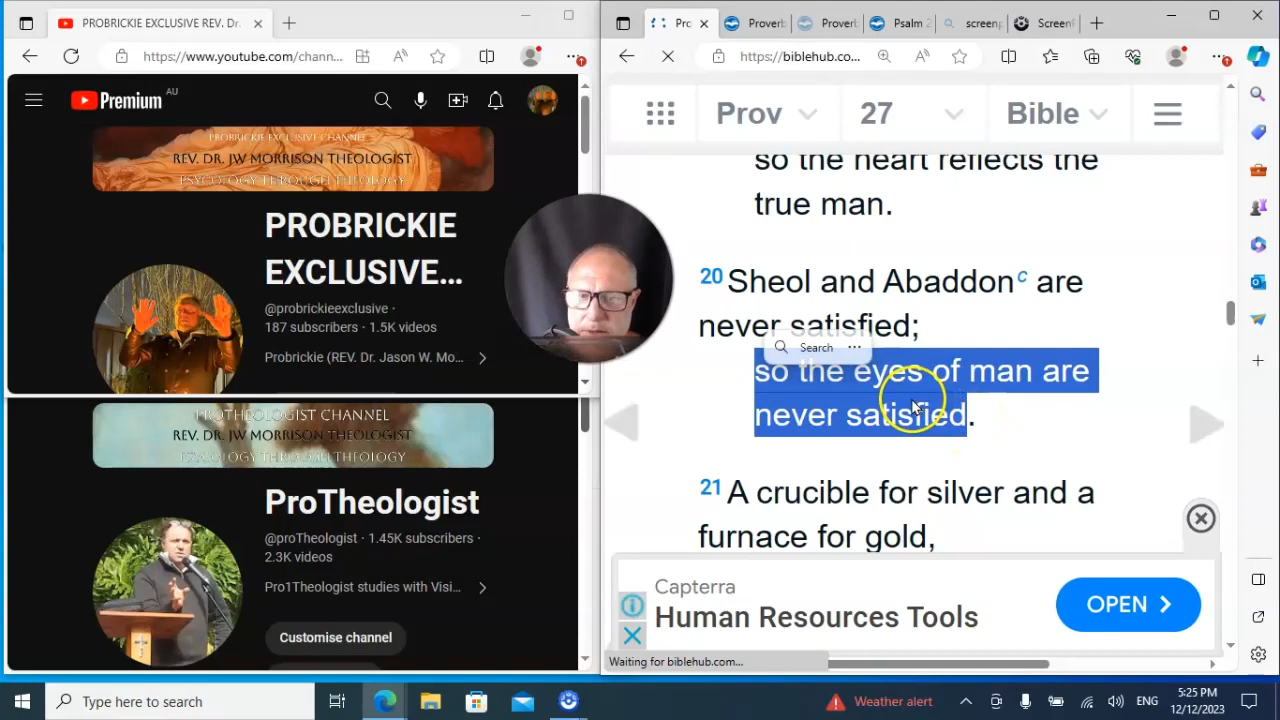 PROBRICKIE EXCLUSIVE REV. Dr.
https://www.youtube.com/chann...
Premium AU
PROBRICKIE EXCLUSIVE CHANNEL
REV. DR. JW MORRISON THEOLOGIST
PSYCOLOGY THROUGH THEOLOGY
PROBRICKIE
EXCLUSIVE...
@probrickieexclusive ·
187 subscribers · 1.5K videos
Probrickie (REV. Dr. Jason W. Mo...
PROTHEOLOGIST CHANNEL
REV. DR. JW MORRISON THEOLOGIST
THROUGH THEOLOGY
ProTheologist
@proTheologist · 1.45K subscribers ·
2.3K videos
Pro1Theologist studies with Visi...
Customise channel
Pro
Proverb
Proverb
Psalm 2
screenp
ScreenF
https://biblehub.co...
Prov 27 Bible
so the heart reflects the
true man.
20 Sheol and Abaddon c are
never satisfied;
Search ...
so the eyes of man are
never satisfied.
21 A crucible for silver and a
furnace for gold,
Capterra
Human Resources Tools
OPEN
Waiting for biblehub.com...
Type here to search
Weather alert
ENG
5:25 PM
12/12/2023